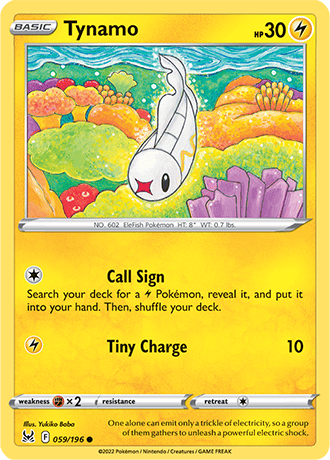 BASIC Tynamo HP 30
NO. 602 EleFish Pokémon HT: 8" WT: 0.7 lbs.
Call Sign
Search your deck for a Pokémon, reveal it, and put it
into your hand. Then, shuffle your deck.
Tiny Charge 10
weakness ×2 resistance retreat
Illus. Yukiko Baba
F 059/196
One alone can emit only a trickle of electricity, so a
group of them gathers to unleash a powerful electric shock.
©2022 Pokémon / Nintendo / Creatures / GAME FREAK